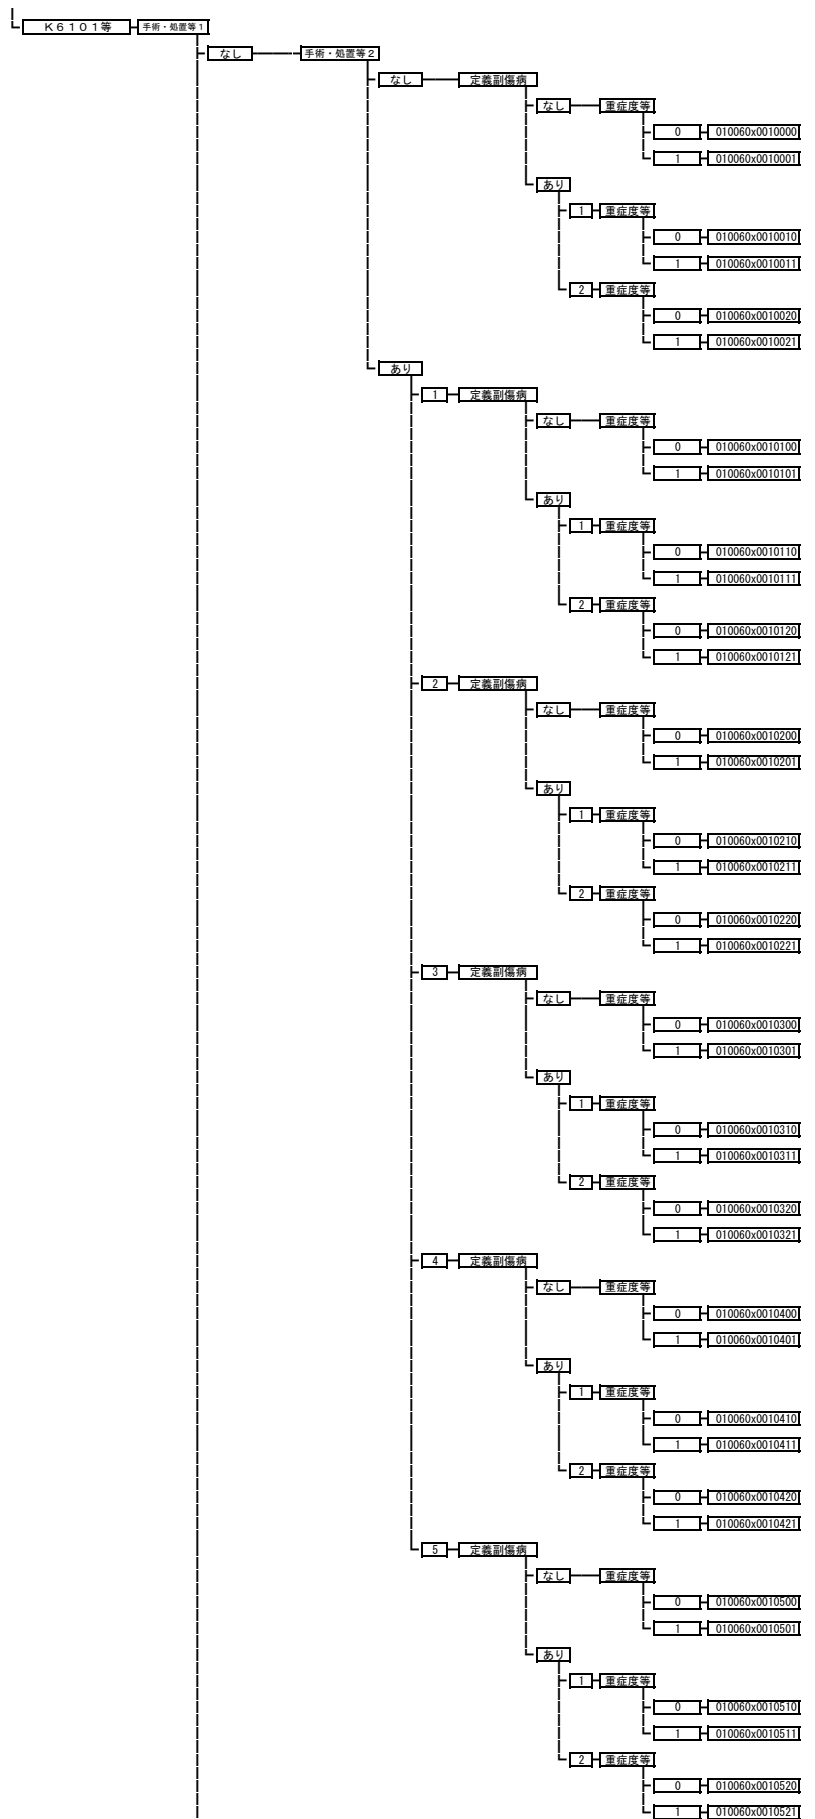 K6101等 手術・処置等1
なし 手術・処置等2
なし 定義副傷病
なし 重症度等
0 010060x0010000
1 010060x0010001
あり
1 重症度等
0 010060x0010010
1 010060x0010011
2 重症度等
0 010060x0010020
1 010060x0010021
あり
1 定義副傷病
なし 重症度等
0 010060x0010100
1 010060x0010101
あり
1 重症度等
0 010060x0010110
1 010060x0010111
2 重症度等
0 010060x0010120
1 010060x0010121
2 定義副傷病
なし 重症度等
0 010060x0010200
1 010060x0010201
あり
1 重症度等
0 010060x0010210
1 010060x0010211
2 重症度等
0 010060x0010220
1 010060x0010221
3 定義副傷病
なし 重症度等
0 010060x0010300
1 010060x0010301
あり
1 重症度等
0 010060x0010310
1 010060x0010311
2 重症度等
0 010060x0010320
1 010060x0010321
4 定義副傷病
なし 重症度等
0 010060x0010400
1 010060x0010401
あり
1 重症度等
0 010060x0010410
1 010060x0010411
2 重症度等
0 010060x0010420
1 010060x0010421
5 定義副傷病
なし 重症度等
0 010060x0010500
1 010060x0010501
あり
1 重症度等
0 010060x0010510
1 010060x0010511
2 重症度等
0 010060x0010520
1 010060x0010521